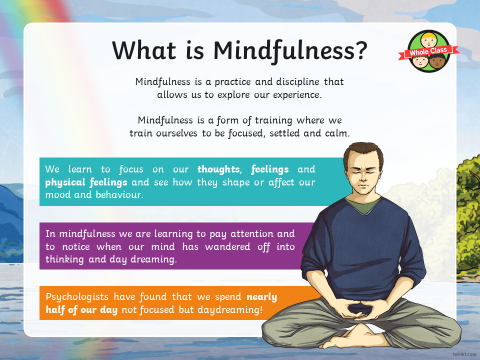 What is Mindfulness?
Whole Class
Mindfulness is a practice and discipline that
allows us to explore our experience.
Mindfulness is a form of training where we
train ourselves to be focused, settled and calm.
We learn to focus on our thoughts, feelings and
physical feelings and see how they shape or affect our
mood and behaviour.
In mindfulness we are learning to pay attention and
to notice when our mind has wandered off into
thinking and day dreaming.
Psychologists have found that we spend nearly
half of our day not focused but daydreaming!